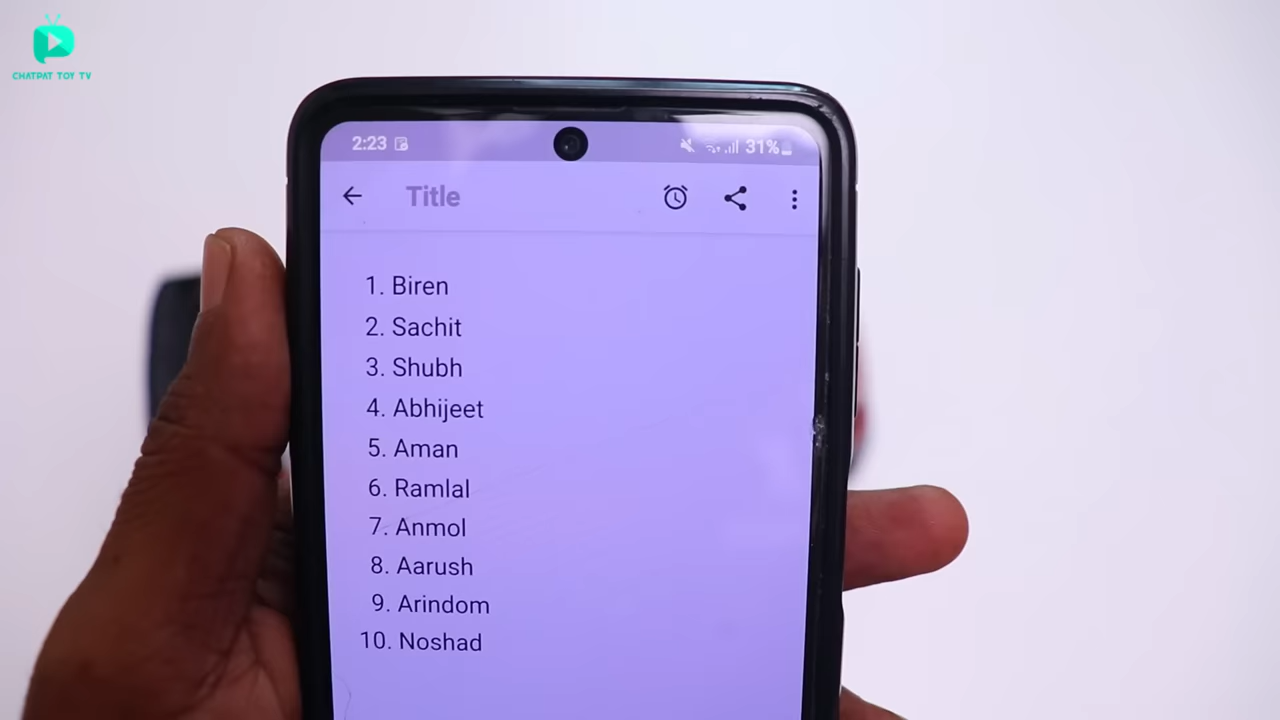 CHATPAT TOY TV
2:23 31%
Title
1. Biren
2. Sachit
3. Shubh
4. Abhijeet
5. Aman
6. Ramlal
7. Anmol
8. Aarush
9. Arindom
10. Noshad